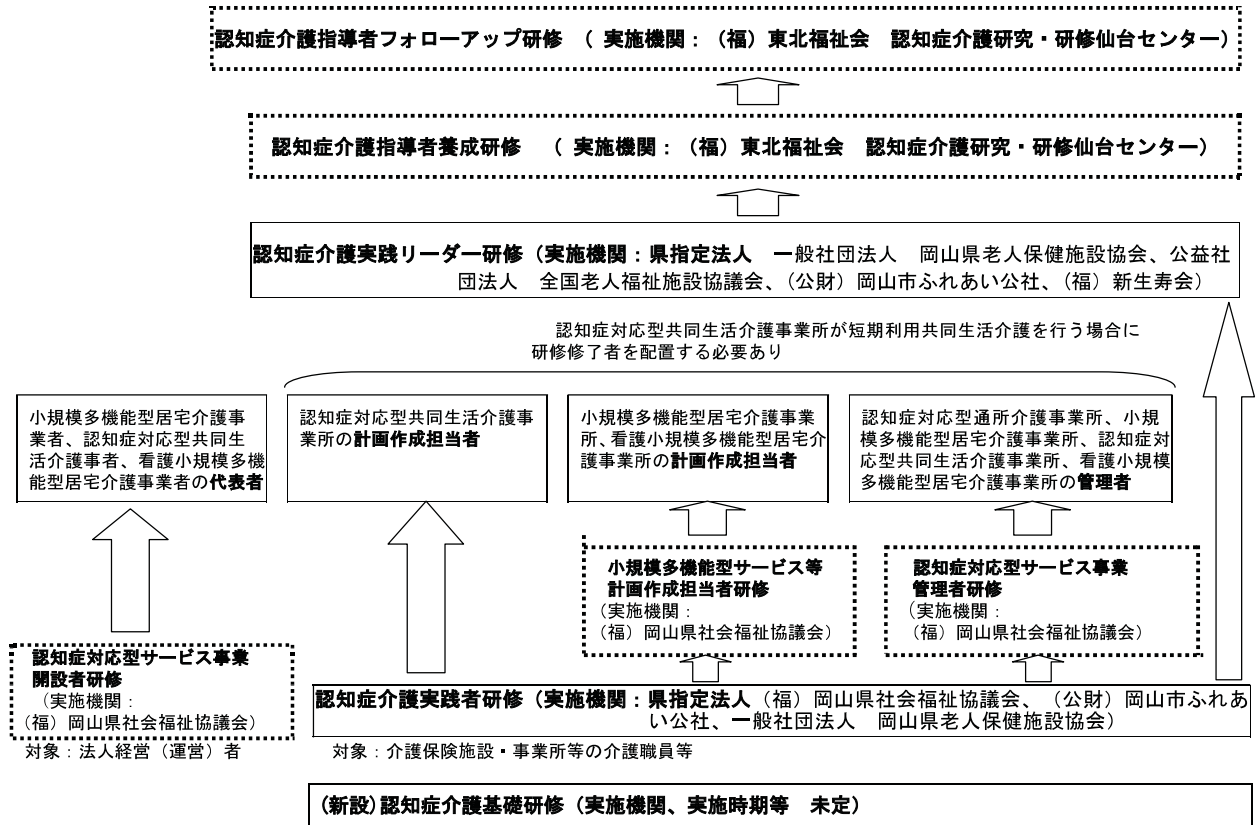 認知症介護指導者フォローアップ研修 ( 実施機関：（福）東北福祉会　認知症介護研究・研修仙台センター）
認知症介護指導者養成研修　（ 実施機関：（福）東北福祉会　認知症介護研究・研修仙台センター）
認知症介護実践リーダー研修（実施機関：県指定法人　一般社団法人　岡山県老人保健施設協会、公益社
団法人　全国老人福祉施設協議会、（公財）岡山市ふれあい公社、（福）新生寿会）
認知症対応型共同生活介護事業所が短期利用共同生活介護を行う場合に
研修修了者を配置する必要あり
小規模多機能型居宅介護事
業者、認知症対応型共同生
活介護事者、看護小規模多機
能型居宅介護事業者の代表者
認知症対応型共同生活介護事
業所の計画作成担当者
小規模多機能型居宅介護事業
所、看護小規模多機能型居宅介
護事業所の計画作成担当者
認知症対応型通所介護事業所、小規
模多機能型居宅介護事業所、認知症対
応型共同生活介護事業所、看護小規模
多機能型居宅介護事業所の管理者
小規模多機能型サービス等
計画作成担当者研修
（実施機関：
（福）岡山県社会福祉協議会）
認知症対応型サービス事業
管理者研修
（実施機関：
（福）岡山県社会福祉協議会）
認知症対応型サービス事業
開設者研修
（実施機関：
（福）岡山県社会福祉協議会）
対象：法人経営（運営）者
認知症介護実践者研修（実施機関：県指定法人（福）岡山県社会福祉協議会、（公財）岡山市ふれあ
い公社、一般社団法人　岡山県老人保健施設協会）
対象：介護保険施設・事業所等の介護職員等
(新設)認知症介護基礎研修（実施機関、実施時期等　未定）